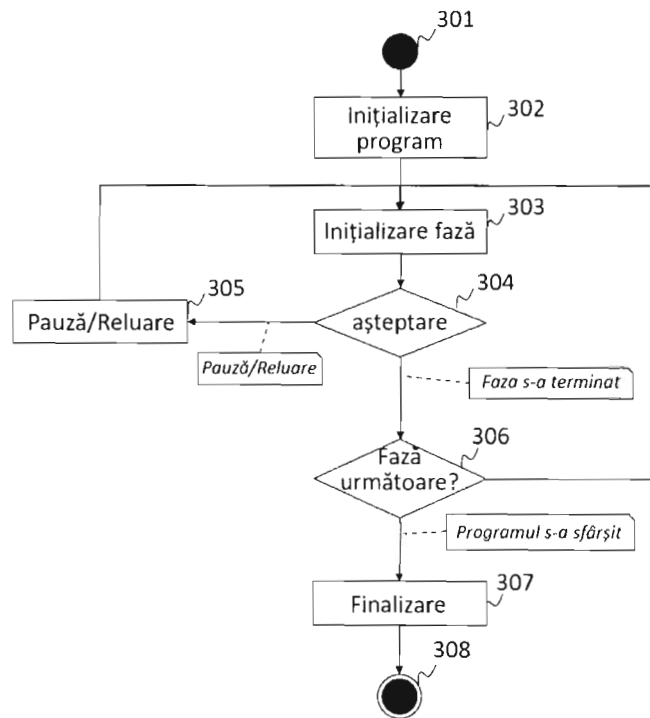 301
Inițializare
program
302
303
Inițializare fază
304
305
așteptare
Pauză/Reluare
Pauză/Reluare
Faza s-a terminat
306
Fază
următoare?
Programul s-a sfârșit
307
Finalizare
308